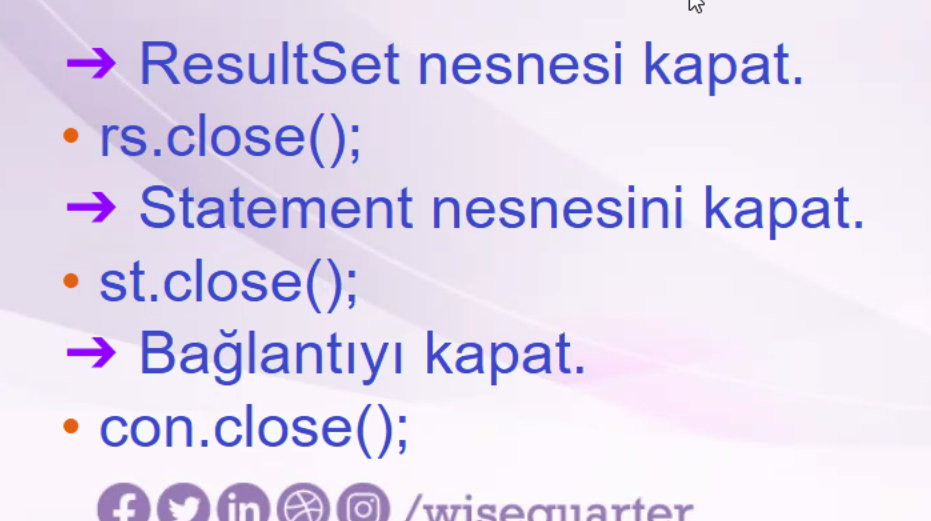 ➔ ResultSet nesnesi kapat.
• rs.close();
➔ Statement nesnesini kapat.
• st.close();
➔ Bağlantıyı kapat.
• con.close();
/wisequarter